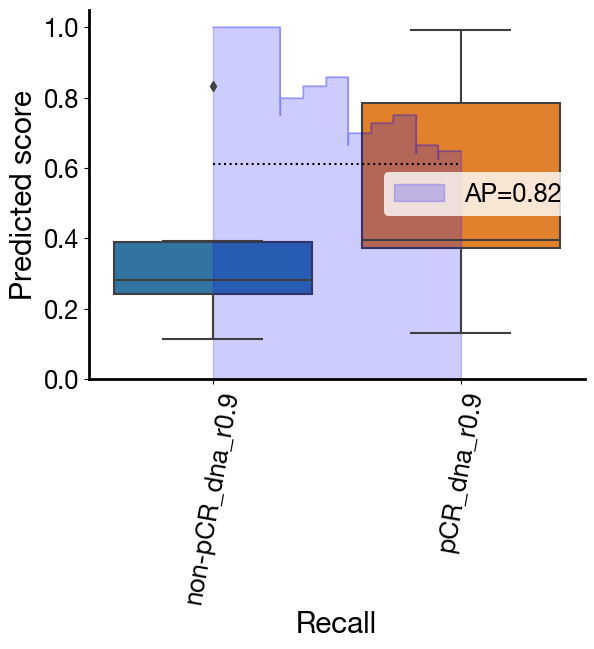 Predicted score
1.0
0.8
0.6
0.4
0.2
0.0
AP=0.82
non-pCR_dna_r0.9
pCR_dna_r0.9
Recall